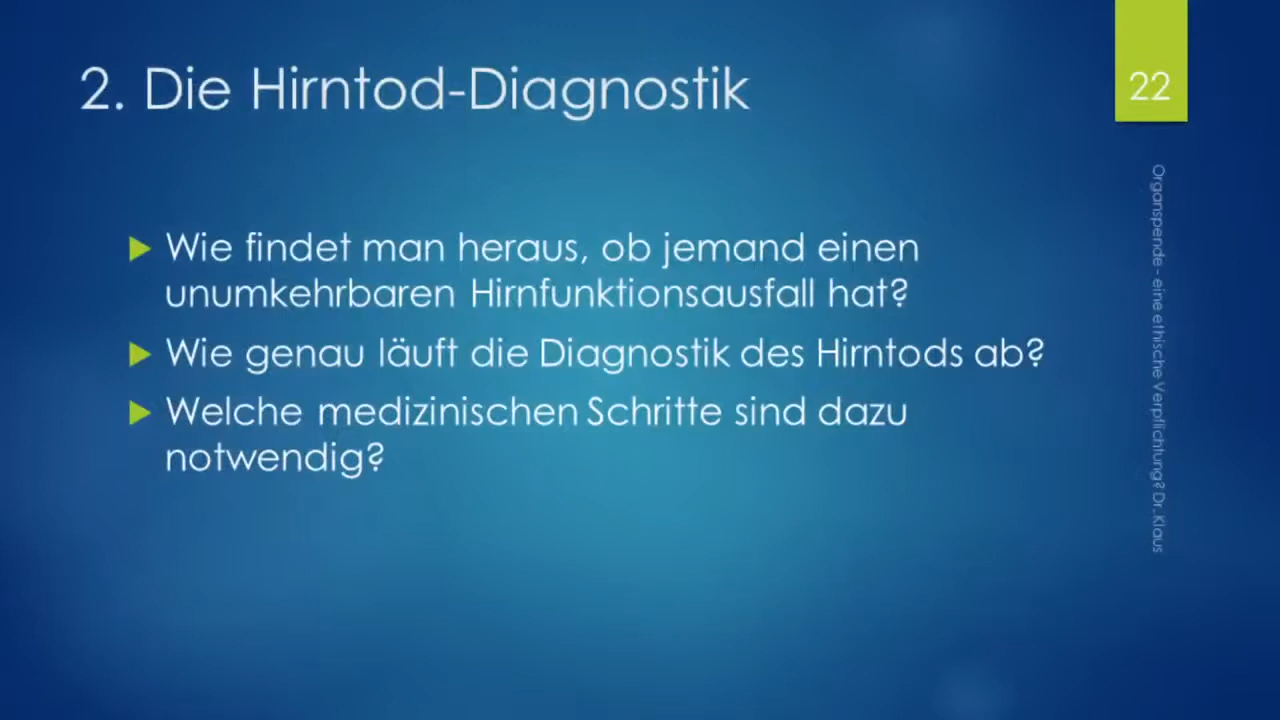 2. Die Hirntod-Diagnostik
22
Wie findet man heraus, ob jemand einen
unumkehrbaren Hirnfunktionsausfall hat?
Wie genau läuft die Diagnostik des Hirntods ab?
Welche medizinischen Schritte sind dazu
notwendig?
Organspende - eine ethische Verpflichtung? Dr. Klaus